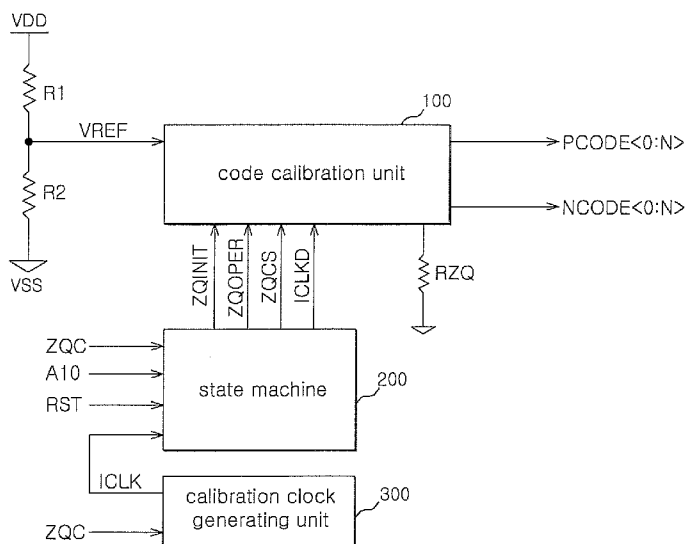 VDD
R1
VREF
R2
VSS
100
code calibration unit
PCODE<0:N>
NCODE<0:N>
RZQ
ZQINIT
ZQOPER
ZQCS
ICLKD
ZQC
A10
RST
state machine
200
ICLK
calibration clock
generating unit
300
ZQC